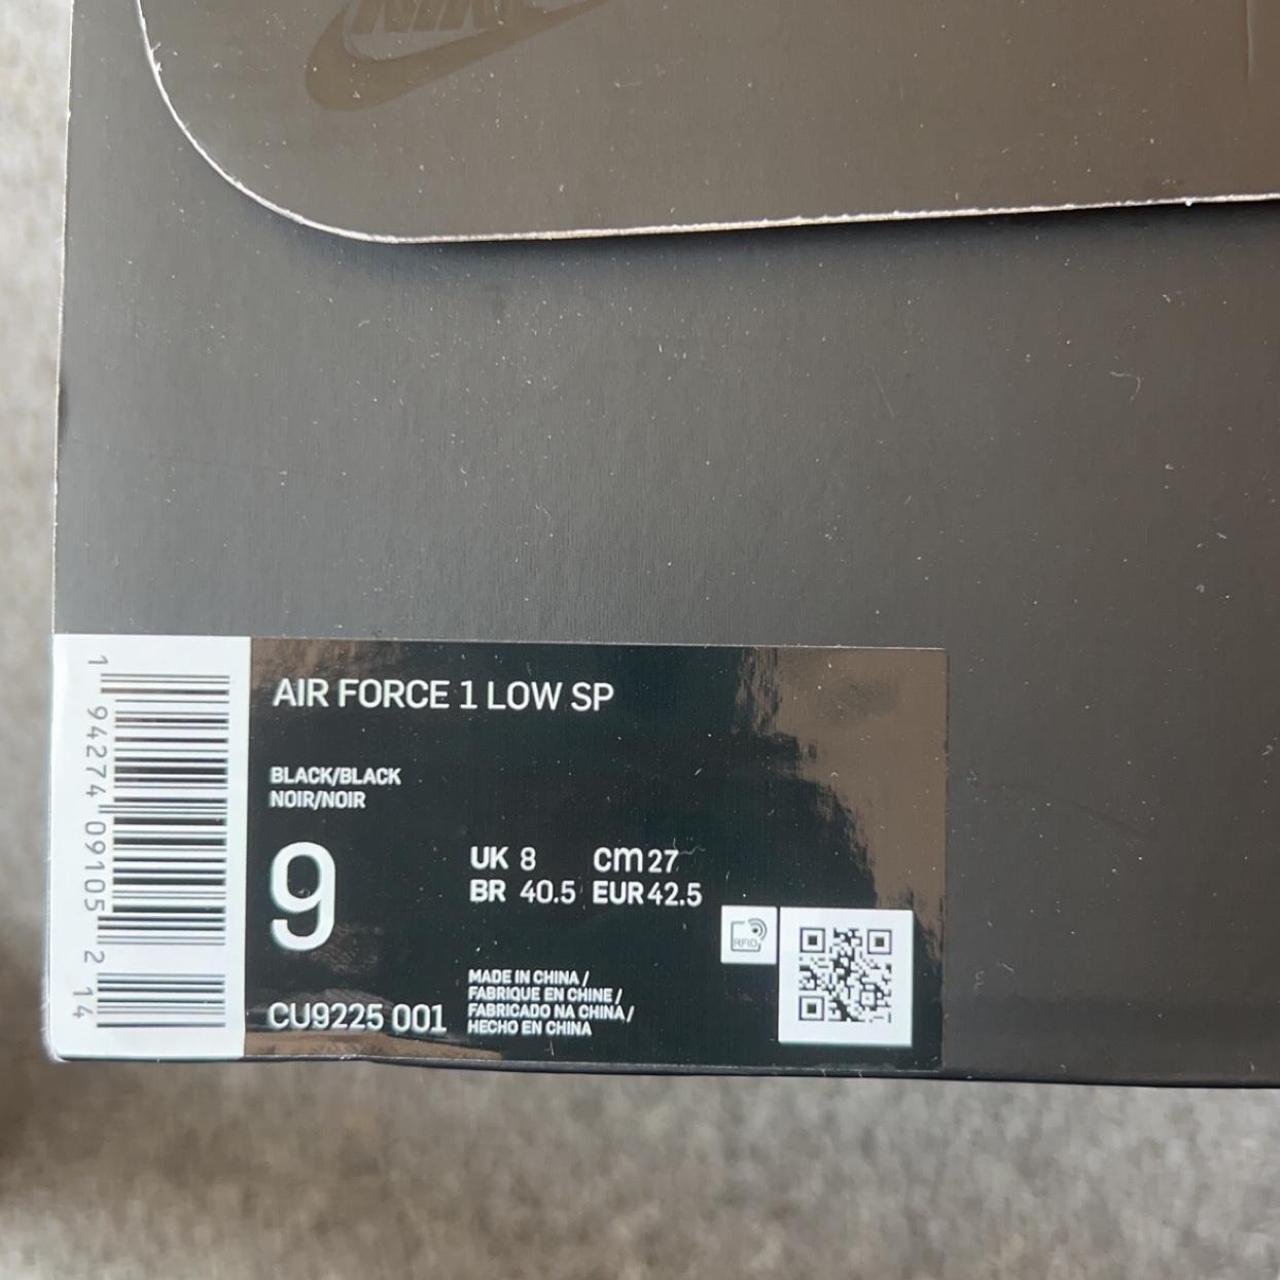 NIKE
AIR FORCE 1 LOW SP
BLACK/BLACK
NOIR/NOIR
9
UK 8 cm 27
BR 40.5 EUR 42.5
RFID
MADE IN CHINA /
FABRIQUE EN CHINE /
FABRICADO NA CHINA /
HECHO EN CHINA
CU9225 001
1 94274 09105 2 14